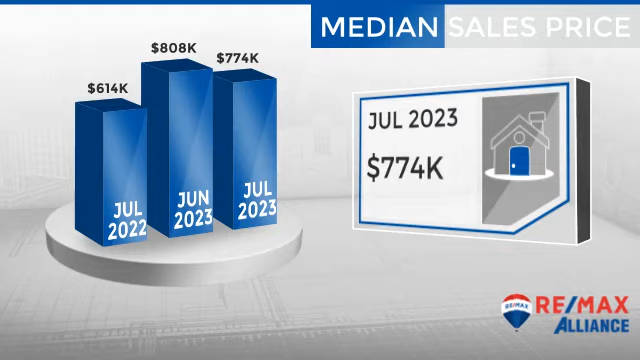 MEDIAN SALES PRICE
$614K
$808K
$774K
JUL
2022
JUN
2023
JUL
2023
JUL 2023
$774K
RE/MAX
RE/MAX
ALLIANCE